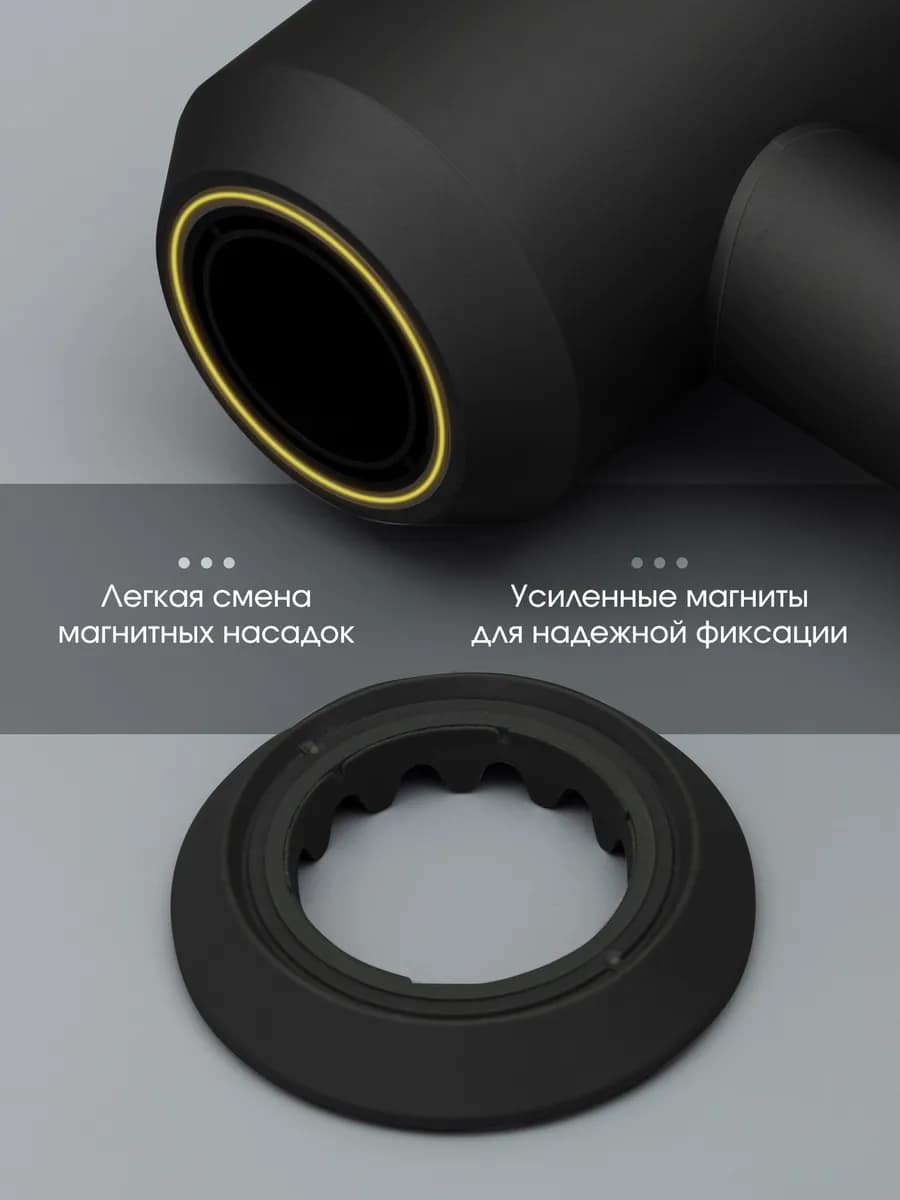 Легкая смена
магнитных насадок
Усиленные магниты
для надежной фиксации